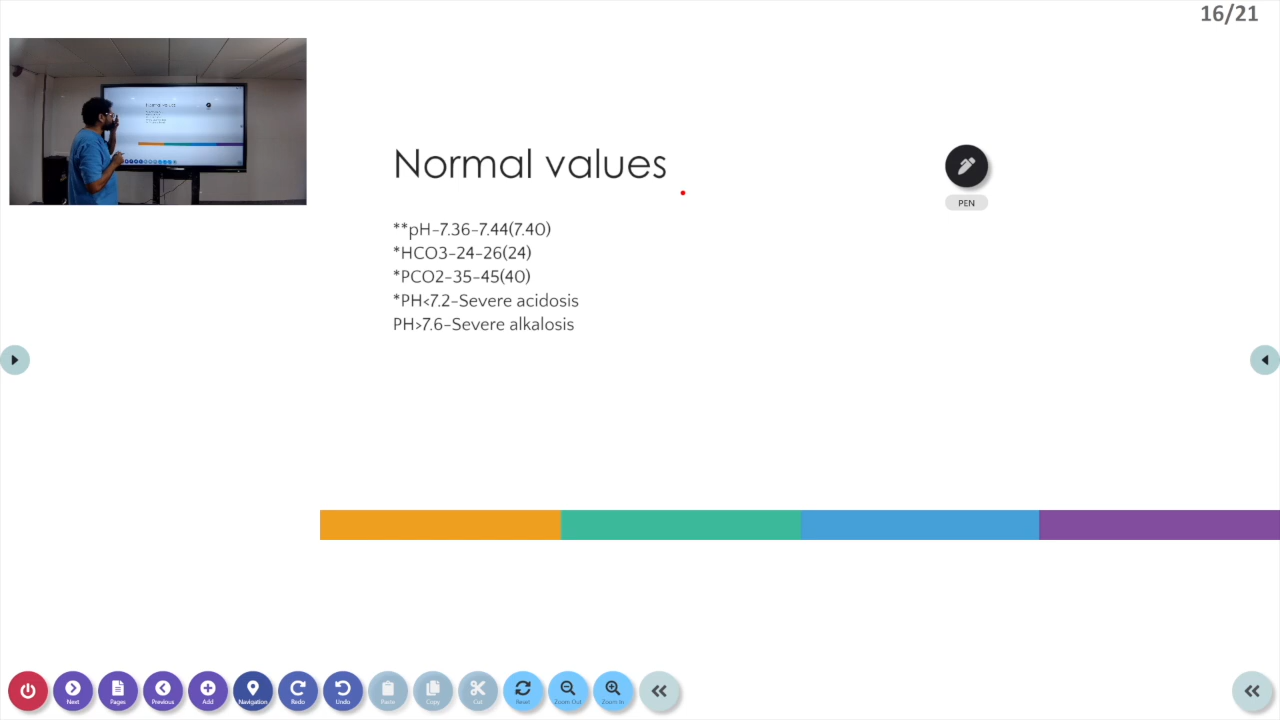 16/21
Normal values
PEN
**pH-7.36-7.44(7.40)
*HCO3-24-26(24)
*PCO2-35-45(40)
*PH<7.2-Severe acidosis
PH>7.6-Severe alkalosis
Next
Pages
Previous
Add
Navigation
Redo
Undo
Paste
Copy
Cut
Reset
Zoom Out
Zoom In